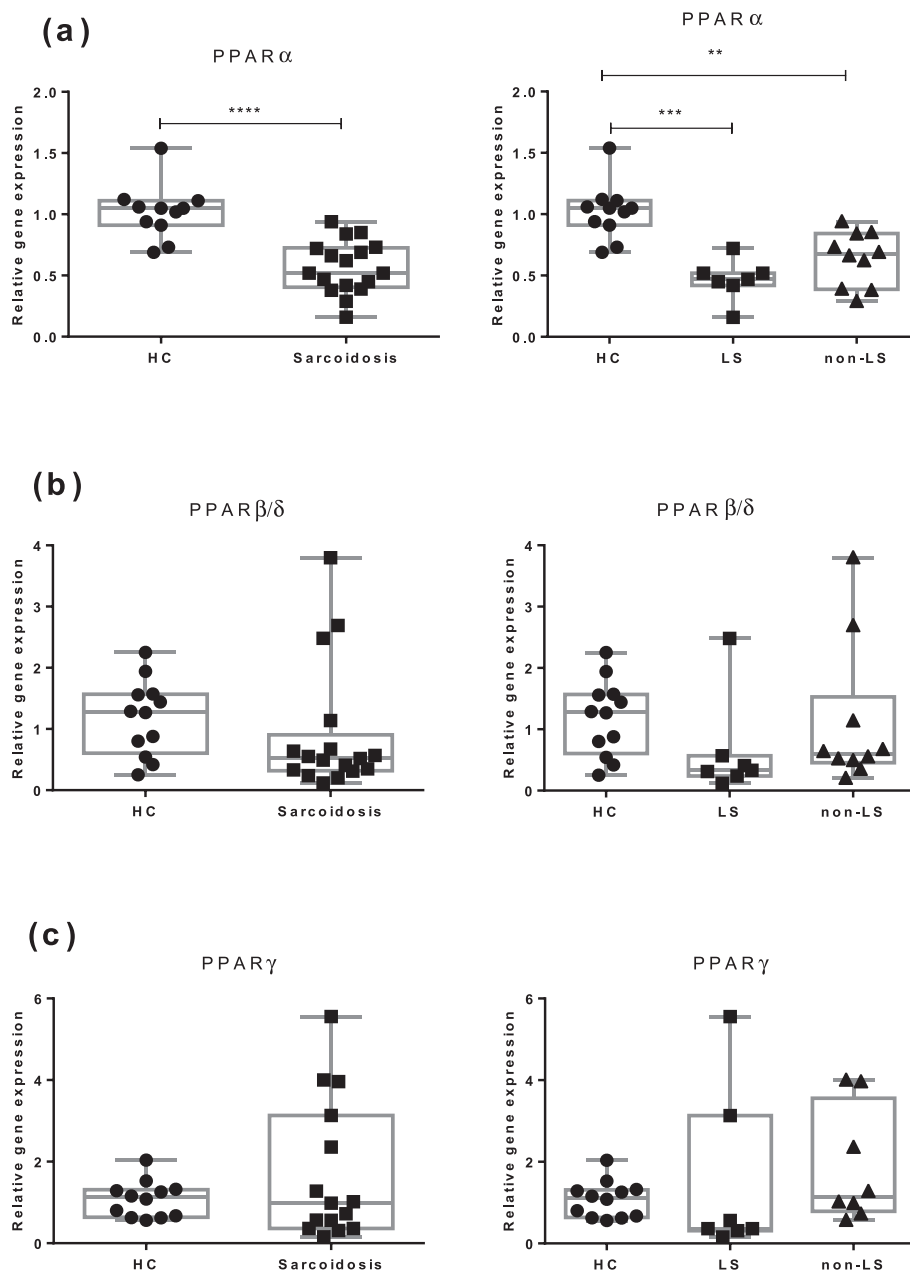 (a)
PPARα
****
Relative gene expression
2.0
1.5
1.0
0.5
0.0
HC Sarcoidosis
PPARα
**
***
Relative gene expression
2.0
1.5
1.0
0.5
0.0
HC LS non-LS
(b)
PPARβ/δ
Relative gene expression
4
3
2
1
0
HC Sarcoidosis
PPARβ/δ
Relative gene expression
4
3
2
1
0
HC LS non-LS
(c)
PPARγ
Relative gene expression
6
4
2
0
HC Sarcoidosis
PPARγ
Relative gene expression
6
4
2
0
HC LS non-LS